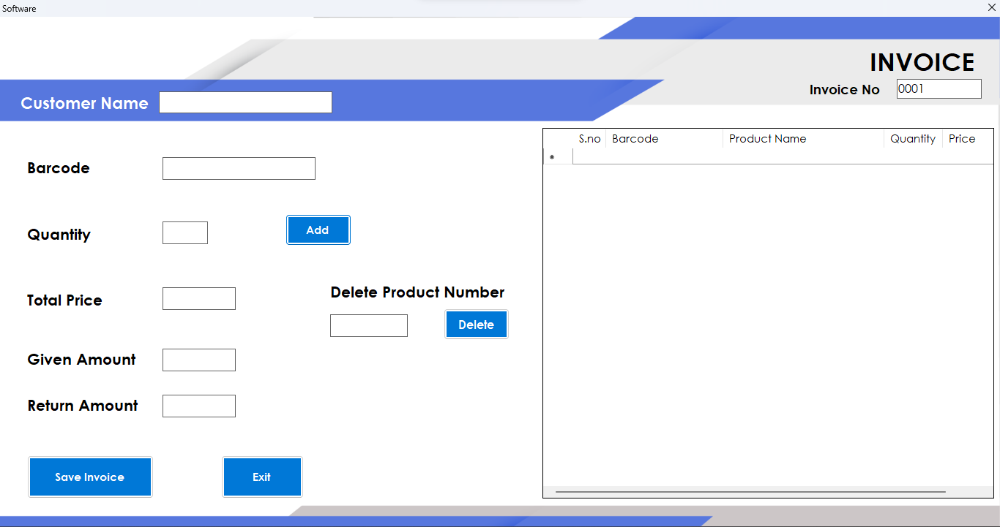 Software
INVOICE
Invoice No 0001
Customer Name
S.no Barcode Product Name Quantity Price
Barcode
Quantity
Add
Total Price
Delete Product Number
Delete
Given Amount
Return Amount
Save Invoice
Exit